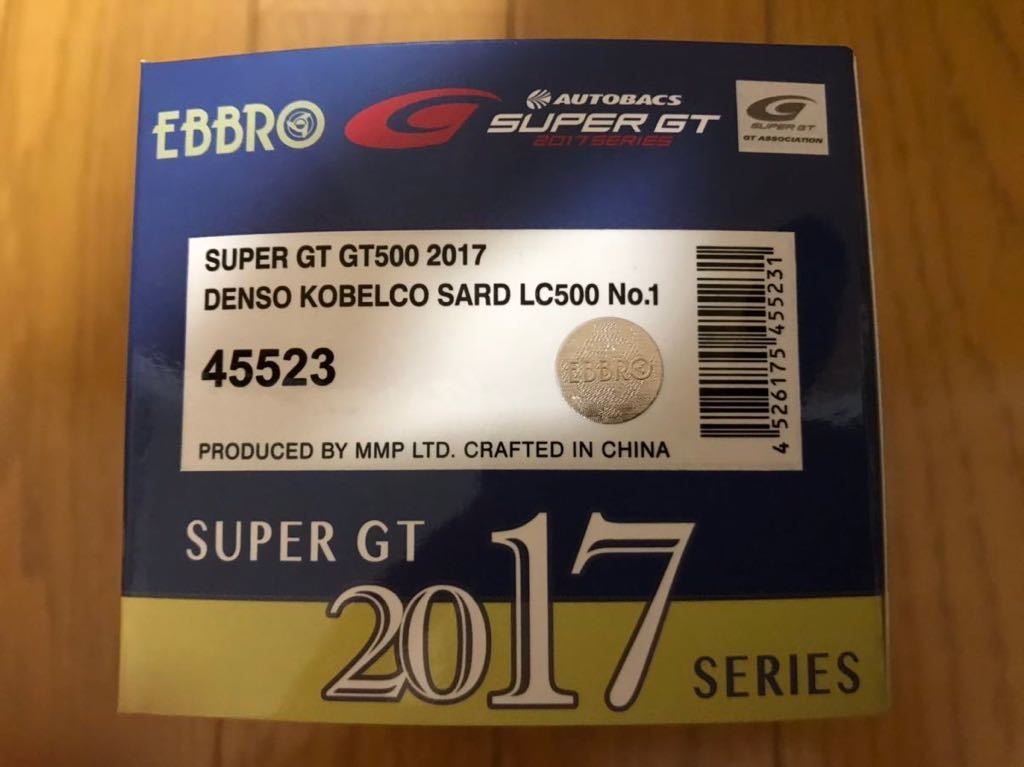 EBBRO
AUTOBACS
SUPER GT
2017 SERIES
SUPER GT
GT ASSOCIATION
SUPER GT GT500 2017
DENSO KOBELCO SARD LC500 No.1
45523
EBBRO
4 526175 455231
PRODUCED BY MMP LTD. CRAFTED IN CHINA
SUPER GT
2017
SERIES